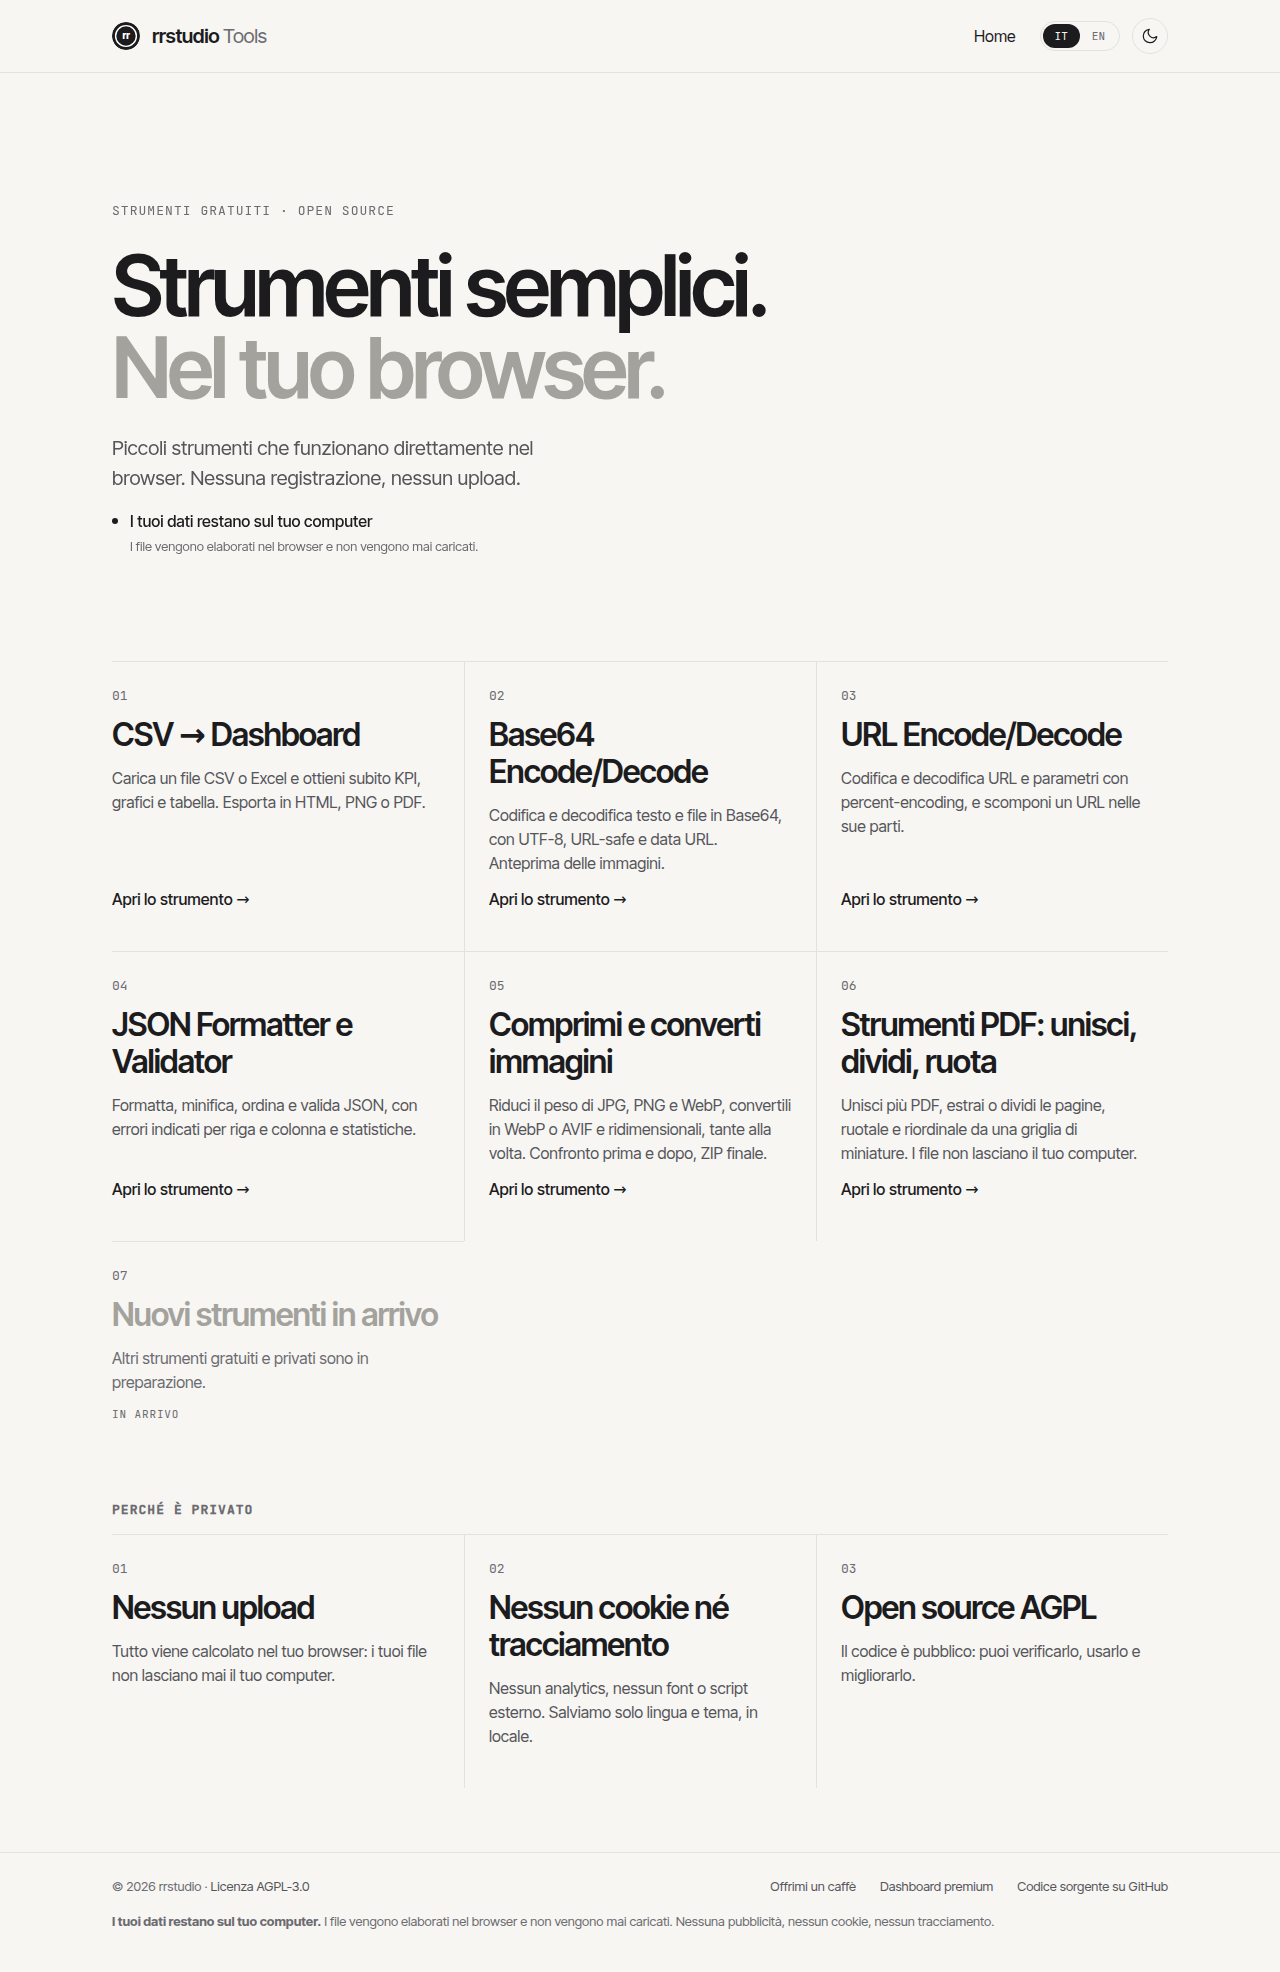 rr
rrstudio Tools
Home
IT
EN
STRUMENTI GRATUITI · OPEN SOURCE
Strumenti semplici.
Nel tuo browser.
Piccoli strumenti che funzionano direttamente nel
browser. Nessuna registrazione, nessun upload.
I tuoi dati restano sul tuo computer
I file vengono elaborati nel browser e non vengono mai caricati.
01
CSV → Dashboard
Carica un file CSV o Excel e ottieni subito KPI,
grafici e tabella. Esporta in HTML, PNG o PDF.
Apri lo strumento →
02
Base64
Encode/Decode
Codifica e decodifica testo e file in Base64,
con UTF-8, URL-safe e data URL.
Anteprima delle immagini.
Apri lo strumento →
03
URL Encode/Decode
Codifica e decodifica URL e parametri con
percent-encoding, e scomponi un URL nelle
sue parti.
Apri lo strumento →
04
JSON Formatter e
Validator
Formatta, minifica, ordina e valida JSON, con
errori indicati per riga e colonna e statistiche.
Apri lo strumento →
05
Comprimi e converti
immagini
Riduci il peso di JPG, PNG e WebP, convertili
in WebP o AVIF e ridimensionali, tante alla
volta. Confronto prima e dopo, ZIP finale.
Apri lo strumento →
06
Strumenti PDF: unisci,
dividi, ruota
Unisci più PDF, estrai o dividi le pagine,
ruotale e riordinale da una griglia di
miniature. I file non lasciano il tuo computer.
Apri lo strumento →
07
Nuovi strumenti in arrivo
Altri strumenti gratuiti e privati sono in
preparazione.
IN ARRIVO
PERCHÉ È PRIVATO
01
Nessun upload
Tutto viene calcolato nel tuo browser: i tuoi file
non lasciano mai il tuo computer.
02
Nessun cookie né
tracciamento
Nessun analytics, nessun font o script
esterno. Salviamo solo lingua e tema, in
locale.
03
Open source AGPL
Il codice è pubblico: puoi verificarlo, usarlo e
migliorarlo.
© 2026 rrstudio · Licenza AGPL-3.0
Offrimi un caffè
Dashboard premium
Codice sorgente su GitHub
I tuoi dati restano sul tuo computer. I file vengono elaborati nel browser e non vengono mai caricati. Nessuna pubblicità, nessun cookie, nessun tracciamento.